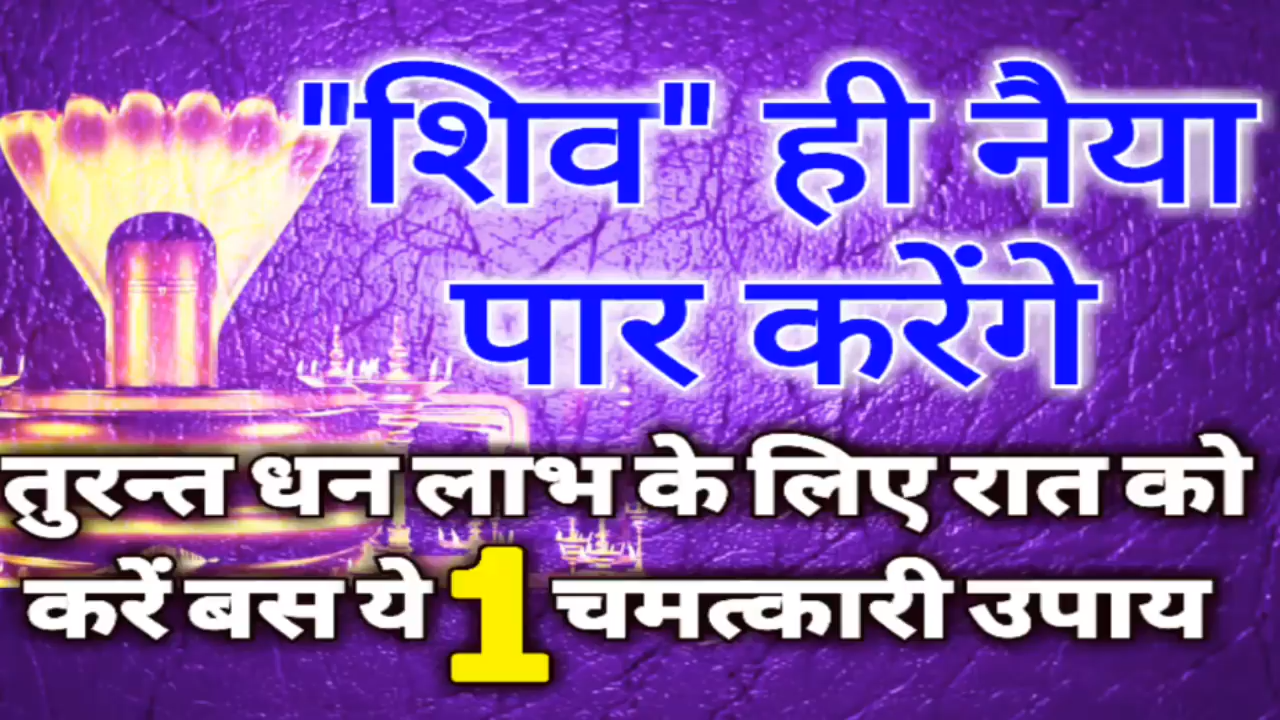 "शिव" ही नैया
पार करेंगे
तुरन्त धन लाभ के लिए रात को
करें बस ये 1 चमत्कारी उपाय